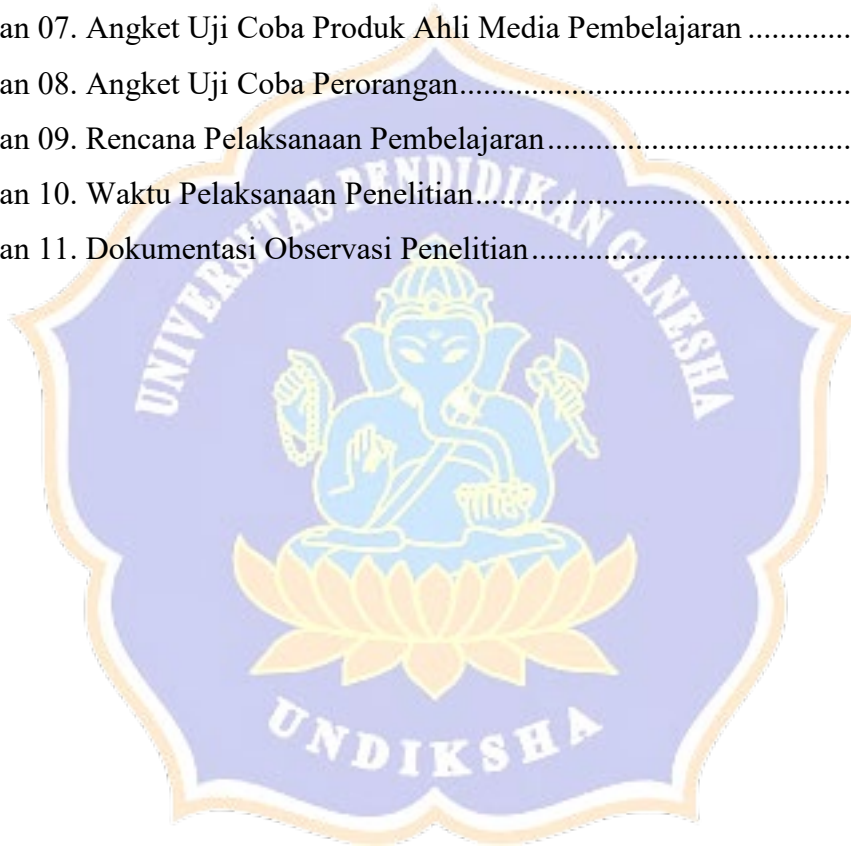 an 07. Angket Uji Coba Produk Ahli Media Pembelajaran .............
an 08. Angket Uji Coba Perorangan..................................................
an 09. Rencana Pelaksanaan Pembelajaran.......................................
an 10. Waktu Pelaksanaan Penelitian................................................
an 11. Dokumentasi Observasi Penelitian.........................................
UNIVERSITAS PENDIDIKAN GANESHA
UNDIKSHA